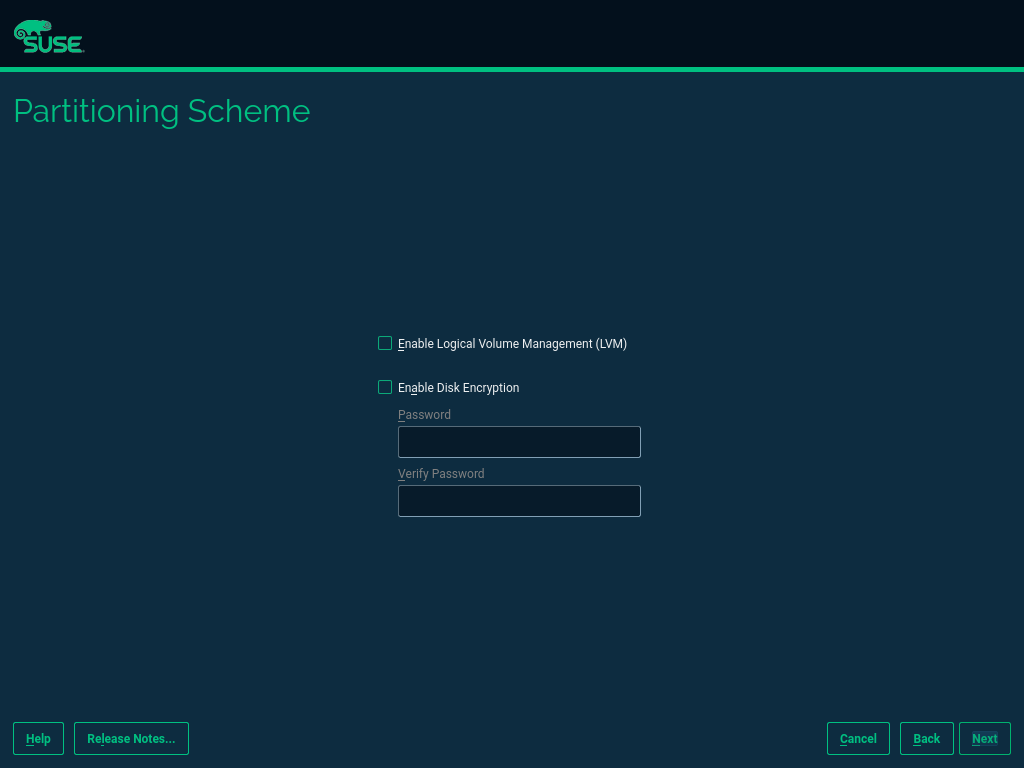 SUSE
Partitioning Scheme
Enable Logical Volume Management (LVM)
Enable Disk Encryption
Password
Verify Password
Help Release Notes... Cancel Back Next